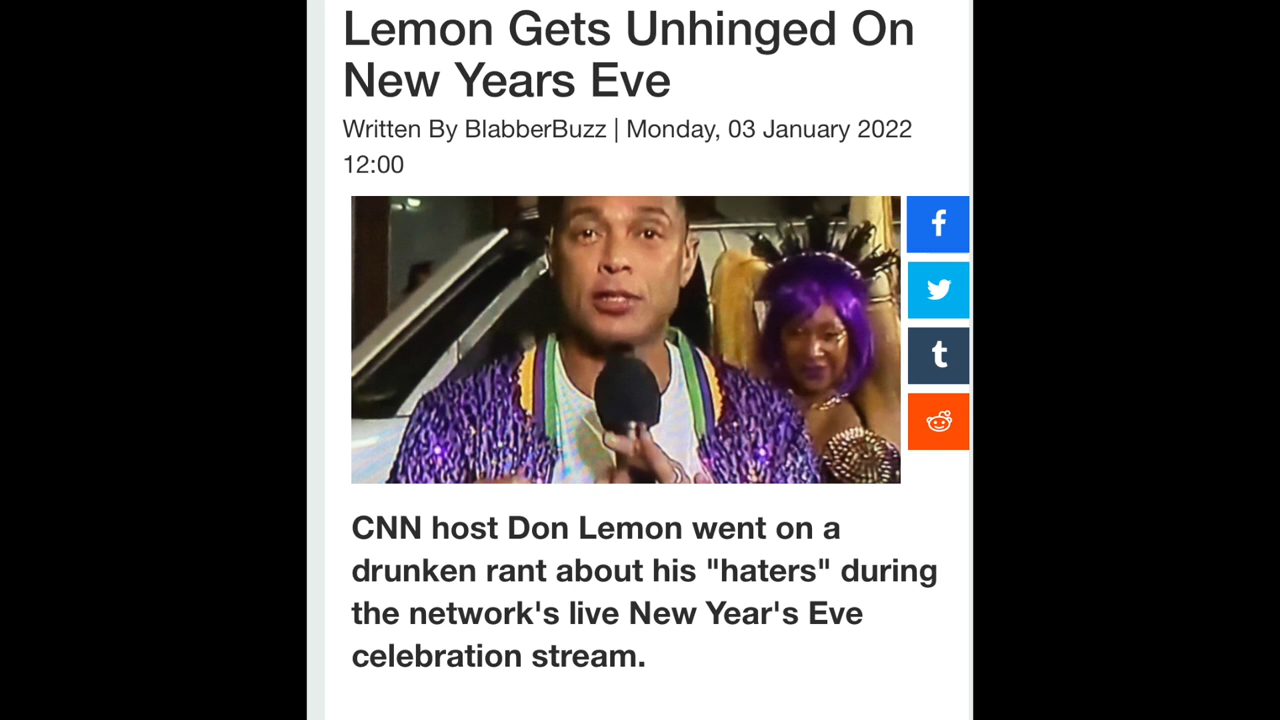 Lemon Gets Unhinged On
New Years Eve
Written By BlabberBuzz | Monday, 03 January 2022
12:00
f
t
CNN host Don Lemon went on a
drunken rant about his "haters" during
the network's live New Year's Eve
celebration stream.